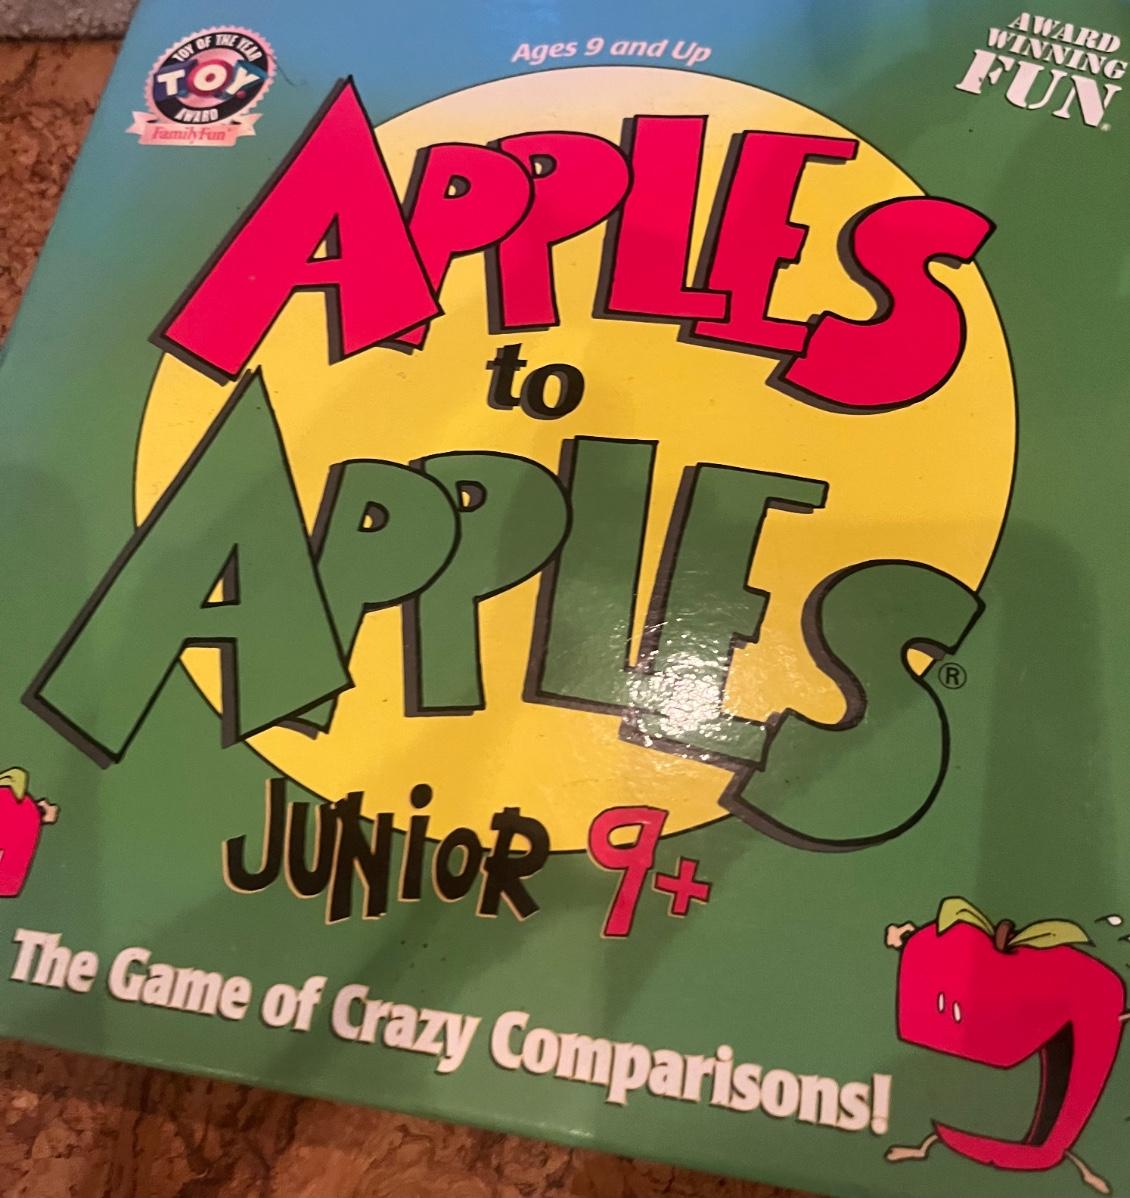 TOY OF THE YEAR
TOY
AWARD
FamilyFun
Ages 9 and Up
AWARD
WINNING
FUN®
APPLES
to
APPLES®
JUNIOR 9+
The Game of Crazy Comparisons!